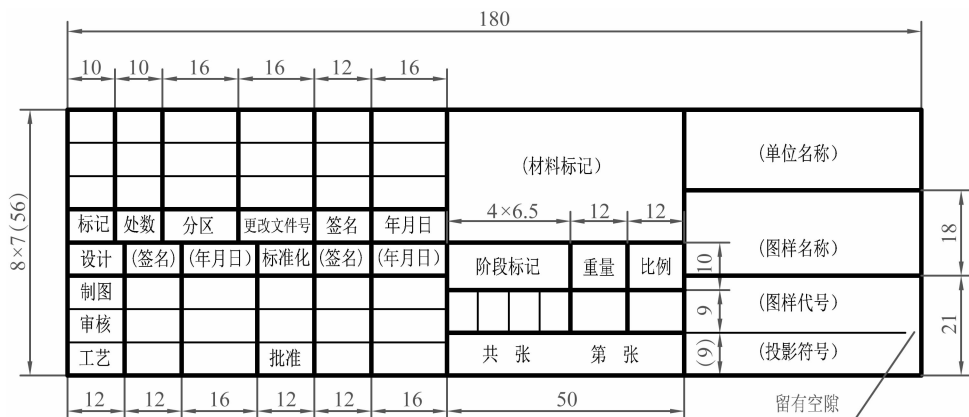 180
10 10 16 16 12 16
(材料标记) (单位名称)
4×6.5 12 12
标记 处数 分区 更改文件号 签名 年月日
8×7(56)
18
设计 (签名) (年月日) 标准化 (签名) (年月日) 阶段标记 重量 比例 10 (图样名称)
制图
9 (图样代号)
21
审核
工艺 批准 共 张 第 张 (9) (投影符号)
12 12 16 12 12 16 50 留有空隙